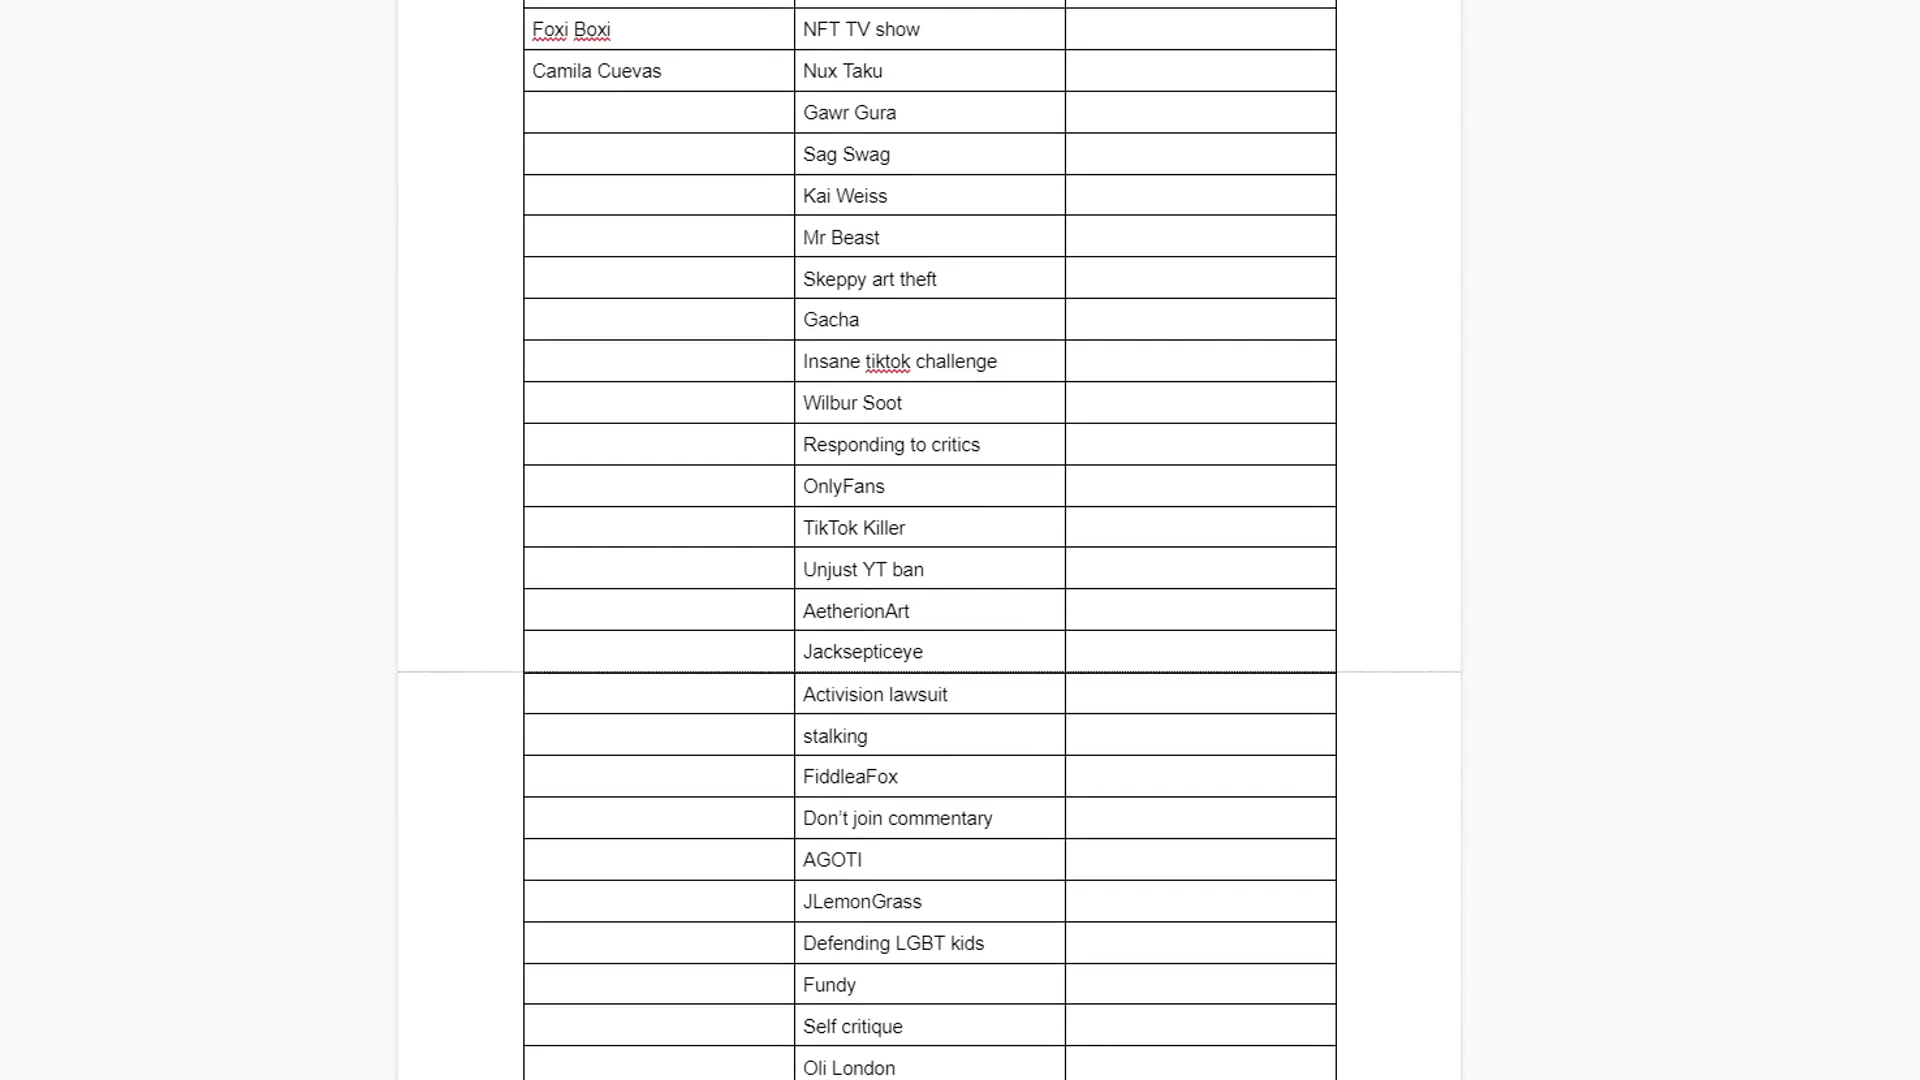 Foxi Boxi NFT TV show
Camila Cuevas Nux Taku
Gawr Gura
Sag Swag
Kai Weiss
Mr Beast
Skeppy art theft
Gacha
Insane tiktok challenge
Wilbur Soot
Responding to critics
OnlyFans
TikTok Killer
Unjust YT ban
AetherionArt
Jacksepticeye
Activision lawsuit
stalking
FiddleaFox
Don’t join commentary
AGOTI
JLemonGrass
Defending LGBT kids
Fundy
Self critique
Oli London